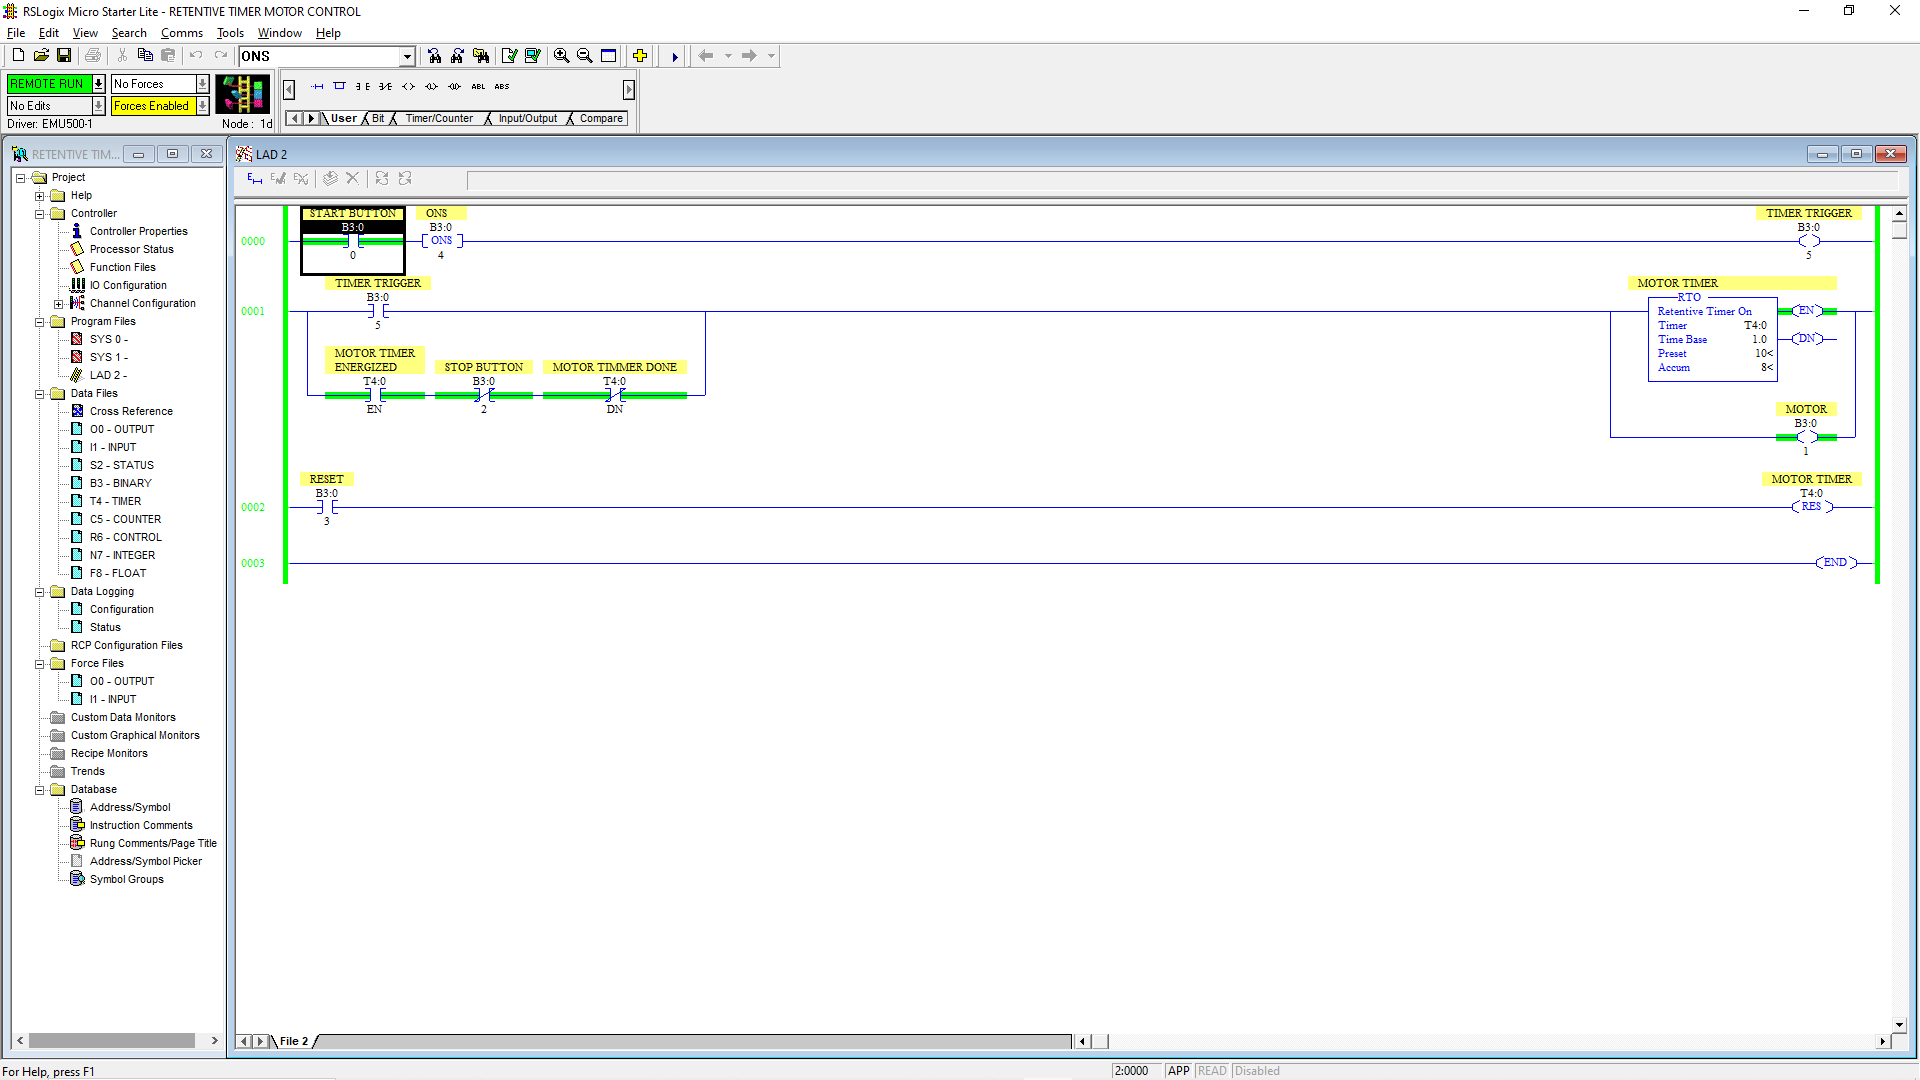 RSLogix Micro Starter Lite - RETENTIVE TIMER MOTOR CONTROL
File Edit View Search Comms Tools Window Help
ONS
REMOTE RUN No Forces
No Edits Forces Enabled
Driver: EMU500-1 Node : 1d
ABL ABS
User Bit Timer/Counter Input/Output Compare
RETENTIVE TIM...
Project
Help
Controller
Controller Properties
Processor Status
Function Files
IO Configuration
Channel Configuration
Program Files
SYS 0 -
SYS 1 -
LAD 2 -
Data Files
Cross Reference
O0 - OUTPUT
I1 - INPUT
S2 - STATUS
B3 - BINARY
T4 - TIMER
C5 - COUNTER
R6 - CONTROL
N7 - INTEGER
F8 - FLOAT
Data Logging
Configuration
Status
RCP Configuration Files
Force Files
O0 - OUTPUT
I1 - INPUT
Custom Data Monitors
Custom Graphical Monitors
Recipe Monitors
Trends
Database
Address/Symbol
Instruction Comments
Rung Comments/Page Title
Address/Symbol Picker
Symbol Groups
LAD 2
START BUTTON ONS TIMER TRIGGER
B3:0 B3:0 B3:0
0000 ONS
0 4 5
TIMER TRIGGER MOTOR TIMER
B3:0 RTO
0001 Retentive Timer On EN
5 Timer T4:0
Time Base 1.0 DN
Preset 10<
Accum 8<
MOTOR TIMER
ENERGIZED STOP BUTTON MOTOR TIMMER DONE
T4:0 B3:0 T4:0
EN 2 DN
MOTOR
B3:0
1
RESET MOTOR TIMER
B3:0 T4:0
0002 RES
3
0003 END
File 2
For Help, press F1 2:0000 APP READ Disabled